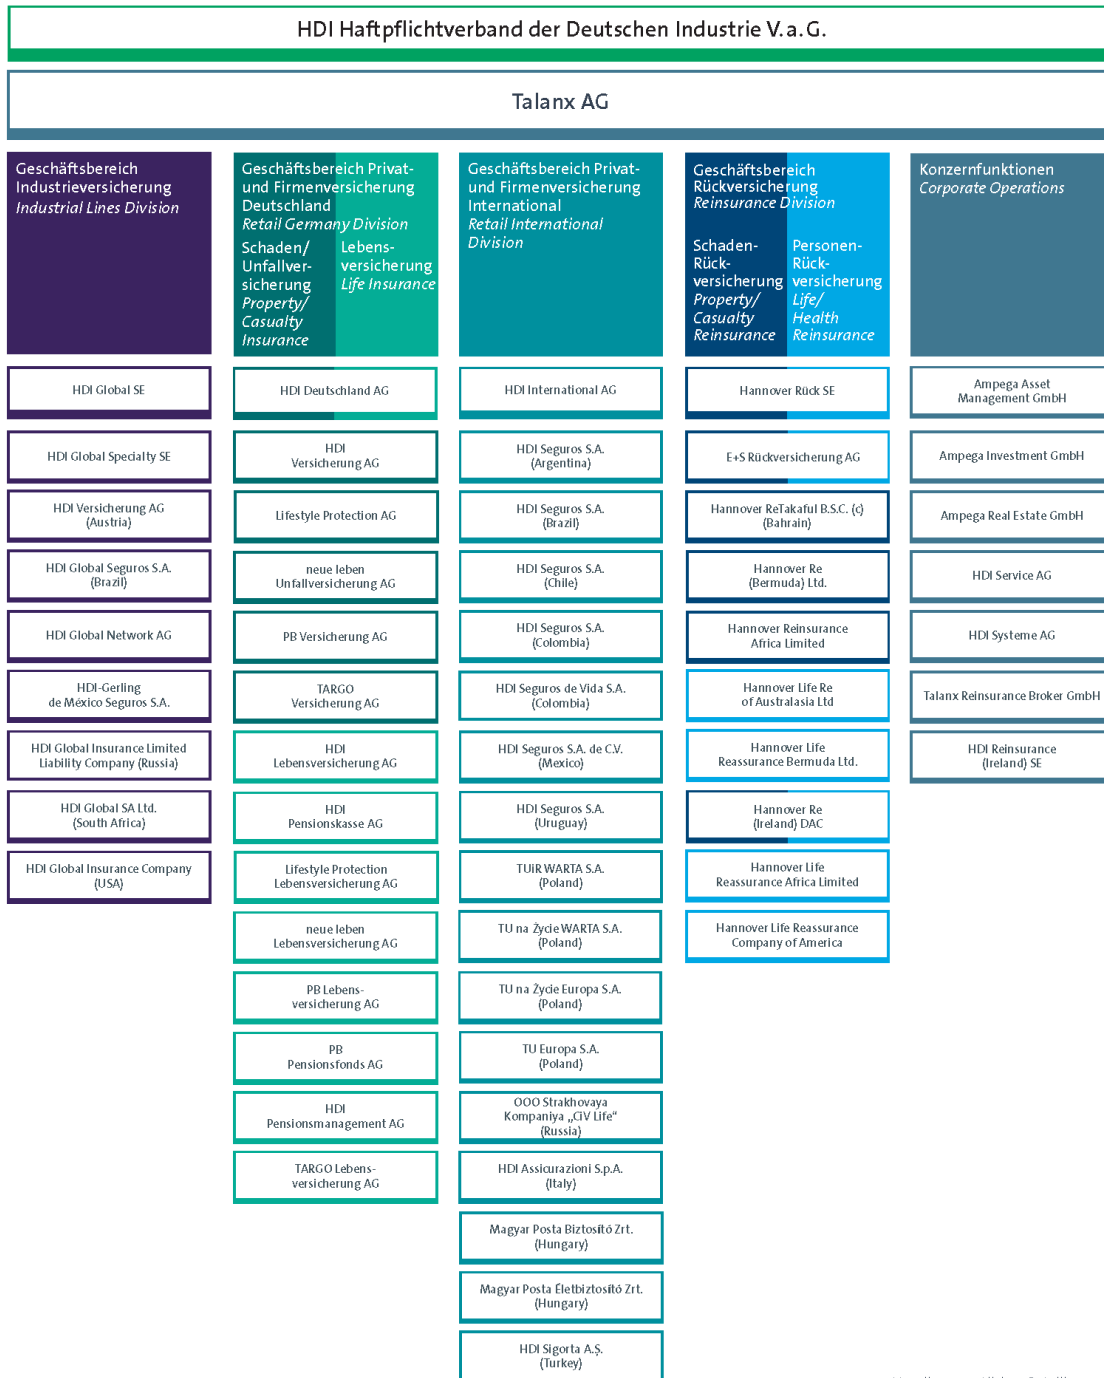 HDI Haftpflichtverband der Deutschen Industrie V. a. G.
Talanx AG
Geschäftsbereich
Industrieversicherung
Industrial Lines Division
HDI Global SE
HDI Global Specialty SE
HDI Versicherung AG
(Austria)
HDI Global Seguros S.A.
(Brazil)
HDI Global Network AG
HDI-Gerling
de México Seguros S.A.
HDI Global Insurance Limited
Liability Company (Russia)
HDI Global SA Ltd.
(South Africa)
HDI Global Insurance Company
(USA)
Geschäftsbereich Privat-
und Firmenversicherung
Deutschland
Retail Germany Division
Schaden/
Unfallver-
sicherung
Property/
Casualty
Insurance
Lebens-
versicherung
Life Insurance
HDI Deutschland AG
HDI
Versicherung AG
Lifestyle Protection AG
neue leben
Unfallversicherung AG
PB Versicherung AG
TARGO
Versicherung AG
HDI
Lebensversicherung AG
HDI
Pensionskasse AG
Lifestyle Protection
Lebensversicherung AG
neue leben
Lebensversicherung AG
PB Lebens-
versicherung AG
PB
Pensionsfonds AG
HDI
Pensionsmanagement AG
TARGO Lebens-
versicherung AG
Geschäftsbereich Privat-
und Firmenversicherung
International
Retail International
Division
HDI International AG
HDI Seguros S.A.
(Argentina)
HDI Seguros S.A.
(Brazil)
HDI Seguros S.A.
(Chile)
HDI Seguros S.A.
(Colombia)
HDI Seguros de Vida S.A.
(Colombia)
HDI Seguros S.A. de C.V.
(Mexico)
HDI Seguros S.A.
(Uruguay)
TUiR WARTA S.A.
(Poland)
TU na Życie WARTA S.A.
(Poland)
TU na Życie Europa S.A.
(Poland)
TU Europa S.A.
(Poland)
OOO Strakhovaya
Kompaniya „CiV Life“
(Russia)
HDI Assicurazioni S.p.A.
(Italy)
Magyar Posta Biztosító Zrt.
(Hungary)
Magyar Posta Életbiztosító Zrt.
(Hungary)
HDI Sigorta A.Ş.
(Turkey)
Geschäftsbereich
Rückversicherung
Reinsurance Division
Schaden-
Rück-
versicherung
Property/
Casualty
Reinsurance
Personen-
Rück-
versicherung
Life/
Health
Reinsurance
Hannover Rück SE
E+S Rückversicherung AG
Hannover ReTakaful B.S.C. (c)
(Bahrain)
Hannover Re
(Bermuda) Ltd.
Hannover Reinsurance
Africa Limited
Hannover Life Re
of Australasia Ltd
Hannover Life
Reassurance Bermuda Ltd.
Hannover Re
(Ireland) DAC
Hannover Life
Reassurance Africa Limited
Hannover Life Reassurance
Company of America
Konzernfunktionen
Corporate Operations
Ampega Asset
Management GmbH
Ampega Investment GmbH
Ampega Real Estate GmbH
HDI Service AG
HDI Systeme AG
Talanx Reinsurance Broker GmbH
HDI Reinsurance
(Ireland) SE